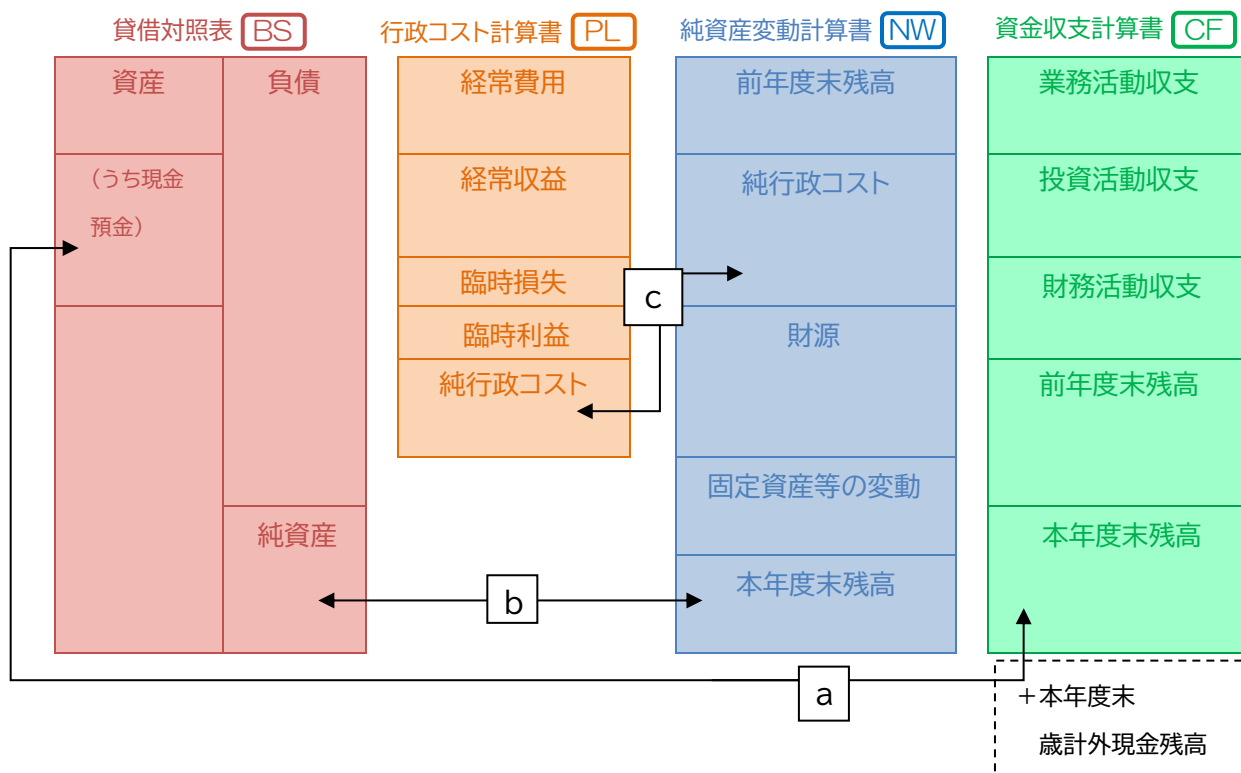 貸借対照表 BS
資産
負債
（うち現金
預金）
純資産
行政コスト計算書 PL
経常費用
経常収益
臨時損失
臨時利益
純行政コスト
純資産変動計算書 NW
前年度末残高
純行政コスト
財源
固定資産等の変動
本年度末残高
資金収支計算書 CF
業務活動収支
投資活動収支
財務活動収支
前年度末残高
本年度末残高
c
b
a
＋本年度末
歳計外現金残高